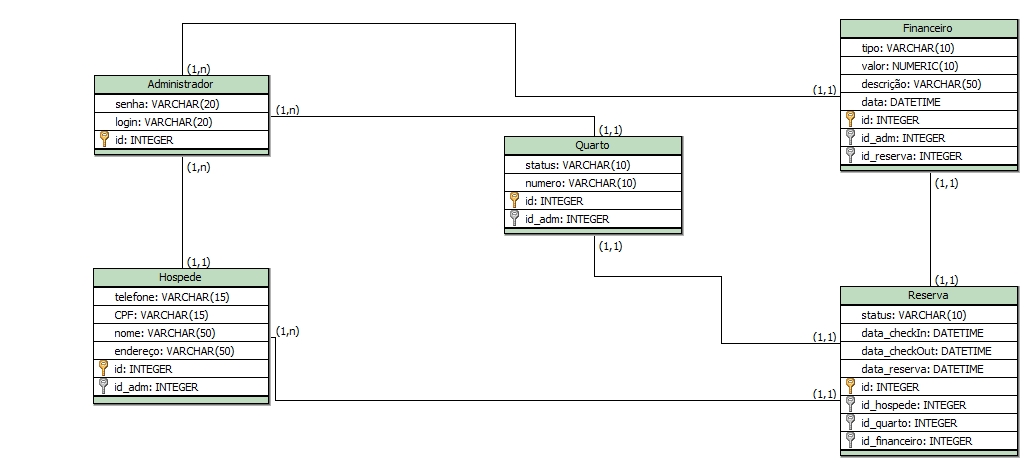 Financeiro
tipo: VARCHAR(10)
valor: NUMERIC(10)
descrição: VARCHAR(50)
data: DATETIME
id: INTEGER
id_adm: INTEGER
id_reserva: INTEGER
(1,n)
(1,1)
Administrador
senha: VARCHAR(20)
login: VARCHAR(20)
id: INTEGER
(1,n)
(1,1)
Quarto
status: VARCHAR(10)
numero: VARCHAR(10)
id: INTEGER
id_adm: INTEGER
(1,n)
(1,1)
(1,1)
(1,1)
(1,1)
Hospede
telefone: VARCHAR(15)
CPF: VARCHAR(15)
nome: VARCHAR(50)
endereço: VARCHAR(50)
id: INTEGER
id_adm: INTEGER
(1,n)
(1,1)
(1,1)
Reserva
status: VARCHAR(10)
data_checkIn: DATETIME
data_checkOut: DATETIME
data_reserva: DATETIME
id: INTEGER
id_hospede: INTEGER
id_quarto: INTEGER
id_financeiro: INTEGER